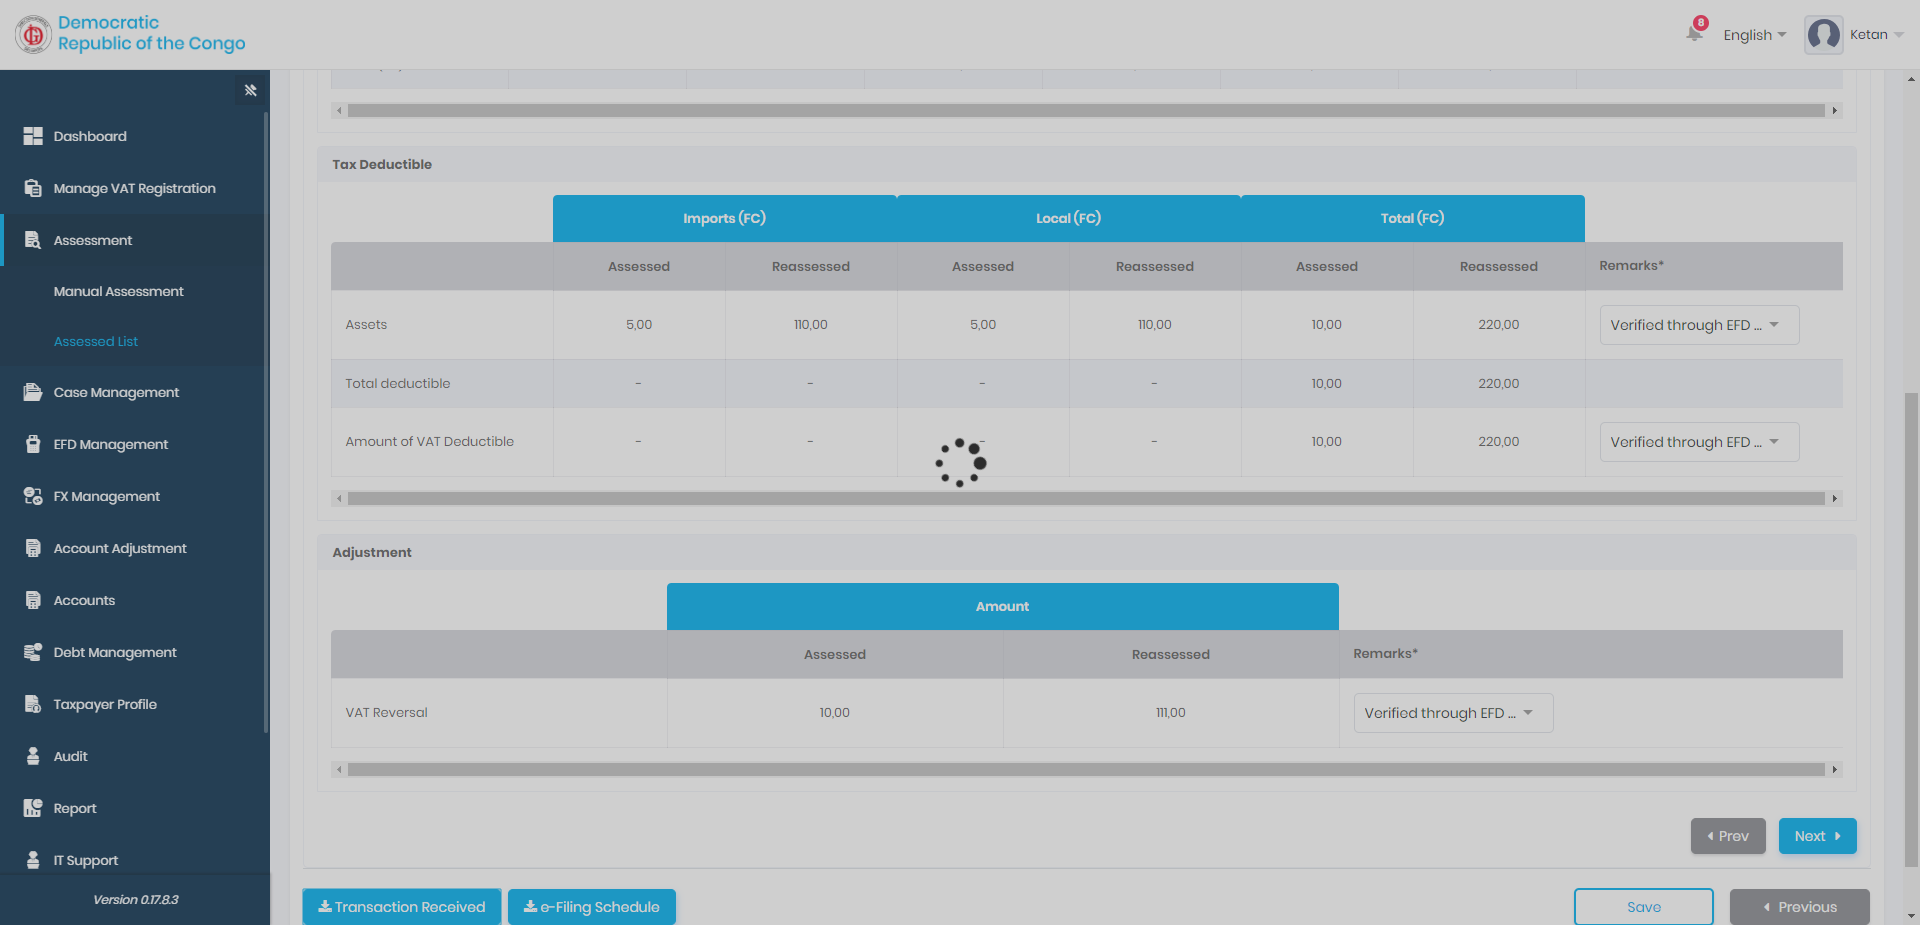 Democratic
Republic of the Congo
8
English
Ketan
Dashboard
Manage VAT Registration
Assessment
Manual Assessment
Assessed List
Case Management
EFD Management
FX Management
Account Adjustment
Accounts
Debt Management
Taxpayer Profile
Audit
Report
IT Support
Version 0.17.8.3
Tax Deductible
Imports (FC) Local (FC) Total (FC)
Assessed Reassessed Assessed Reassessed Assessed Reassessed Remarks*
Assets 5,00 110,00 5,00 110,00 10,00 220,00 Verified through EFD ...
Total deductible - - - - 10,00 220,00
Amount of VAT Deductible - - - - 10,00 220,00 Verified through EFD ...
Adjustment
Amount
Assessed Reassessed Remarks*
VAT Reversal 10,00 111,00 Verified through EFD ...
Prev Next
Transaction Received e-Filing Schedule Save Previous